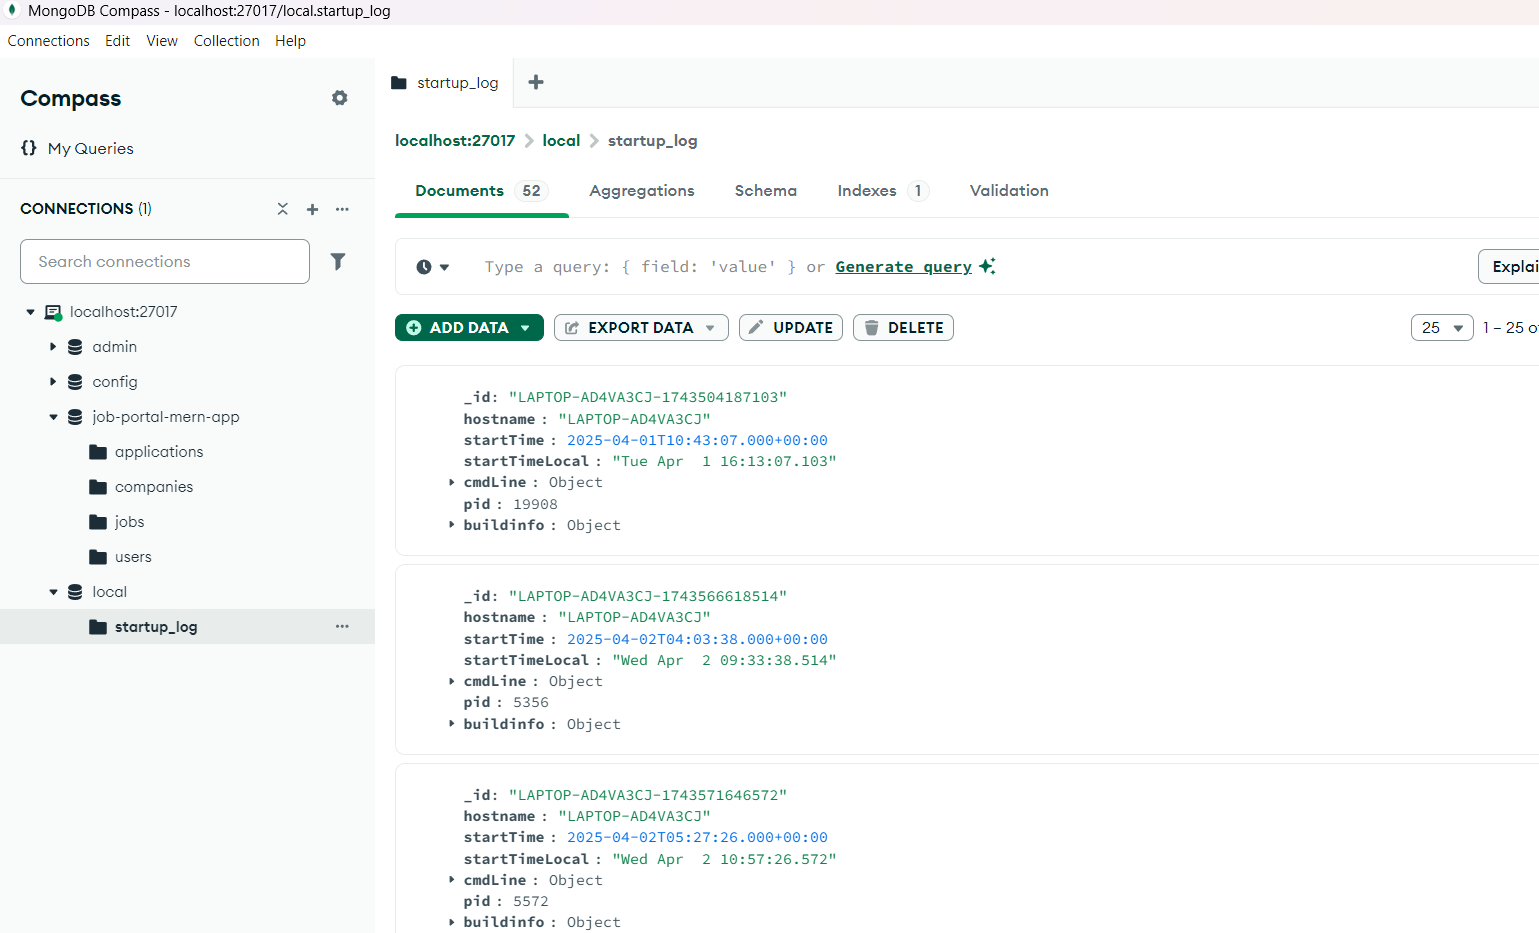 MongoDB Compass - localhost:27017/local.startup_log
Connections Edit View Collection Help
Compass
{} My Queries
CONNECTIONS (1)
Search connections
localhost:27017
admin
config
job-portal-mern-app
applications
companies
jobs
users
local
startup_log
startup_log
localhost:27017 > local > startup_log
Documents 52 Aggregations Schema Indexes 1 Validation
Type a query: { field: 'value' } or Generate query
Explai
ADD DATA EXPORT DATA UPDATE DELETE
25 1 – 25 o
_id: "LAPTOP-AD4VA3CJ-1743504187103"
hostname : "LAPTOP-AD4VA3CJ"
startTime : 2025-04-01T10:43:07.000+00:00
startTimeLocal : "Tue Apr  1 16:13:07.103"
cmdLine : Object
pid : 19908
buildinfo : Object
_id: "LAPTOP-AD4VA3CJ-1743566618514"
hostname : "LAPTOP-AD4VA3CJ"
startTime : 2025-04-02T04:03:38.000+00:00
startTimeLocal : "Wed Apr  2 09:33:38.514"
cmdLine : Object
pid : 5356
buildinfo : Object
_id: "LAPTOP-AD4VA3CJ-1743571646572"
hostname : "LAPTOP-AD4VA3CJ"
startTime : 2025-04-02T05:27:26.000+00:00
startTimeLocal : "Wed Apr  2 10:57:26.572"
cmdLine : Object
pid : 5572
buildinfo : Object